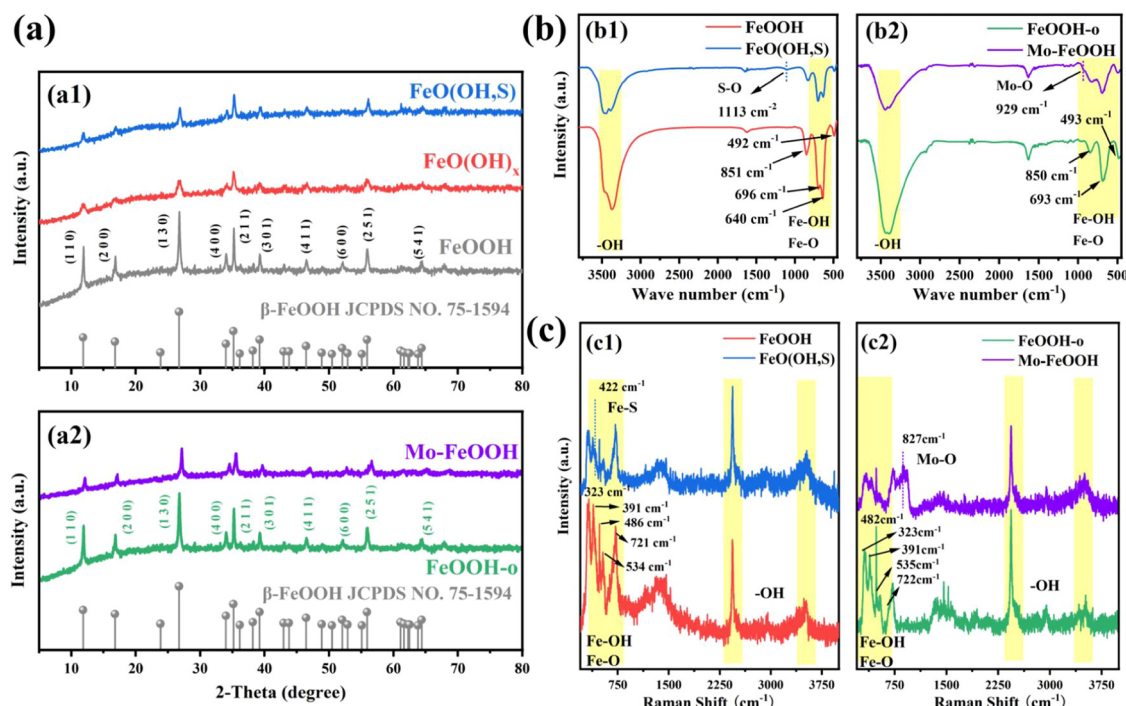 (a)
(a1)
FeO(OH,S)
FeO(OH)x
(1 1 0)
(2 0 0)
(1 3 0)
(4 0 0)
(2 1 1)
(3 0 1)
(4 1 1)
(6 0 0)
(2 5 1)
(5 4 1)
FeOOH
β-FeOOH JCPDS NO. 75-1594
Intensity (a.u.)
10 20 30 40 50 60 70 80
(a2)
Mo-FeOOH
(1 1 0)
(2 0 0)
(1 3 0)
(4 0 0)
(2 1 1)
(3 0 1)
(4 1 1)
(6 0 0)
(2 5 1)
(5 4 1)
FeOOH-o
β-FeOOH JCPDS NO. 75-1594
Intensity (a.u.)
10 20 30 40 50 60 70 80
2-Theta (degree)
(b)
(b1)
FeOOH
FeO(OH,S)
S-O
1113 cm-2
492 cm-1
851 cm-1
696 cm-1
640 cm-1
-OH
Fe-OH
Fe-O
Intensity (a.u.)
3500 3000 2500 2000 1500 1000 500
Wave number (cm-1)
(b2)
FeOOH-o
Mo-FeOOH
Mo-O
929 cm-1
493 cm-1
850 cm-1
693 cm-1
-OH
Fe-OH
Fe-O
3500 3000 2500 2000 1500 1000 500
Wave number (cm-1)
(c)
(c1)
FeOOH
FeO(OH,S)
422 cm-1
Fe-S
323 cm-1
391 cm-1
486 cm-1
721 cm-1
534 cm-1
-OH
Fe-OH
Fe-O
Intensity (a.u.)
750 1500 2250 3000 3750
Raman Shift (cm-1)
(c2)
FeOOH-o
Mo-FeOOH
827cm-1
Mo-O
482cm-1
323cm-1
391cm-1
535cm-1
722cm-1
-OH
Fe-OH
Fe-O
750 1500 2250 3000 3750
Raman Shift (cm-1)